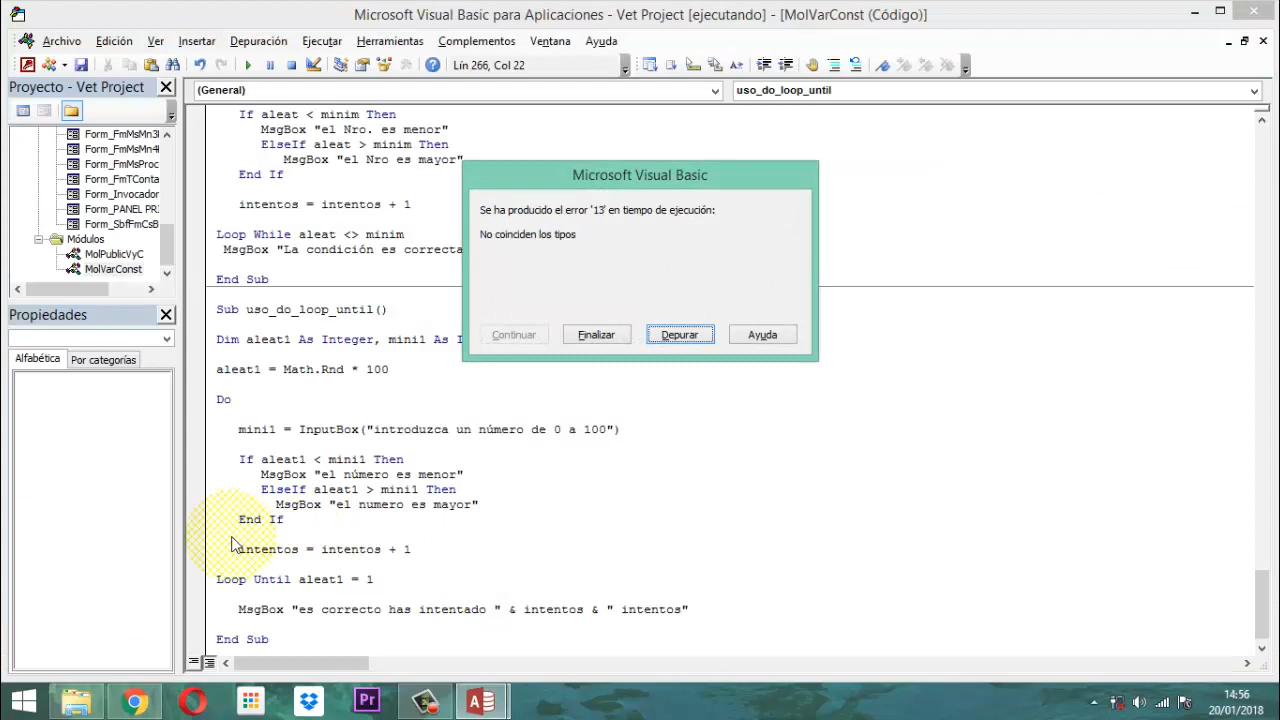 Microsoft Visual Basic para Aplicaciones - Vet Project [ejecutando] - [MolVarConst (Código)]
Archivo Edición Ver Insertar Depuración Ejecutar Herramientas Complementos Ventana Ayuda
Lín 266, Col 22
Proyecto - Vet Project
(General)
uso_do_loop_until
Form_FmMsMn3
Form_FmMsMn4
Form_FmMsProc
Form_FmTConta
Form_Invocador
Form_PANEL PR
Form_SbfFmCsB
Módulos
MolPublicVyC
MolVarConst
Propiedades
Alfabética
Por categorías
If aleat < minim Then
MsgBox "el Nro. es menor"
ElseIf aleat > minim Then
MsgBox "el Nro es mayor"
End If
intentos = intentos + 1
Loop While aleat <> minim
MsgBox "La condición es correcta
End Sub
Sub uso_do_loop_until()
Dim aleat1 As Integer, mini1 As I
aleat1 = Math.Rnd * 100
Do
mini1 = InputBox("introduzca un número de 0 a 100")
If aleat1 < mini1 Then
MsgBox "el número es menor"
ElseIf aleat1 > mini1 Then
MsgBox "el numero es mayor"
End If
intentos = intentos + 1
Loop Until aleat1 = 1
MsgBox "es correcto has intentado " & intentos & " intentos"
End Sub
Microsoft Visual Basic
Se ha producido el error '13' en tiempo de ejecución:
No coinciden los tipos
Continuar
Finalizar
Depurar
Ayuda
Pr
14:56
20/01/2018